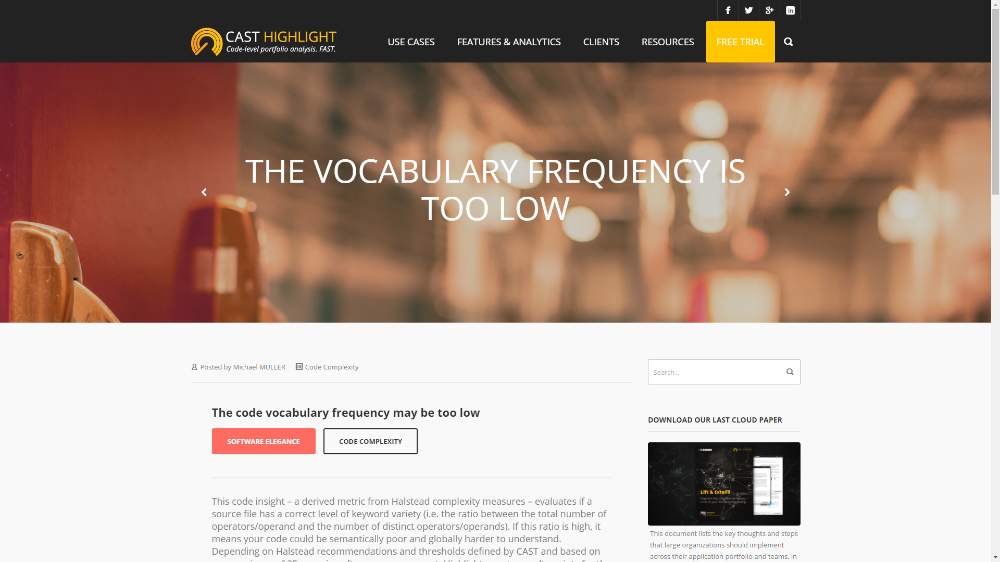 CAST HIGHLIGHT
Code-level portfolio analysis. FAST.
USE CASES
FEATURES & ANALYTICS
CLIENTS
RESOURCES
FREE TRIAL
THE VOCABULARY FREQUENCY IS
TOO LOW
Posted by Michael MULLER
Code Complexity
Search...
The code vocabulary frequency may be too low
SOFTWARE ELEGANCE
CODE COMPLEXITY
This code insight – a derived metric from Halstead complexity measures – evaluates if a
source file has a correct level of keyword variety (i.e. the ratio between the total number of
operators/operand and the number of distinct operators/operands). If this ratio is high, it
means your code could be semantically poor and globally harder to understand.
Depending on Halstead recommendations and thresholds defined by CAST and based on
DOWNLOAD OUR LAST CLOUD PAPER
Lift & Extend
This document lists the key thoughts and steps
that large organizations should implement
across their application portfolio and teams, in